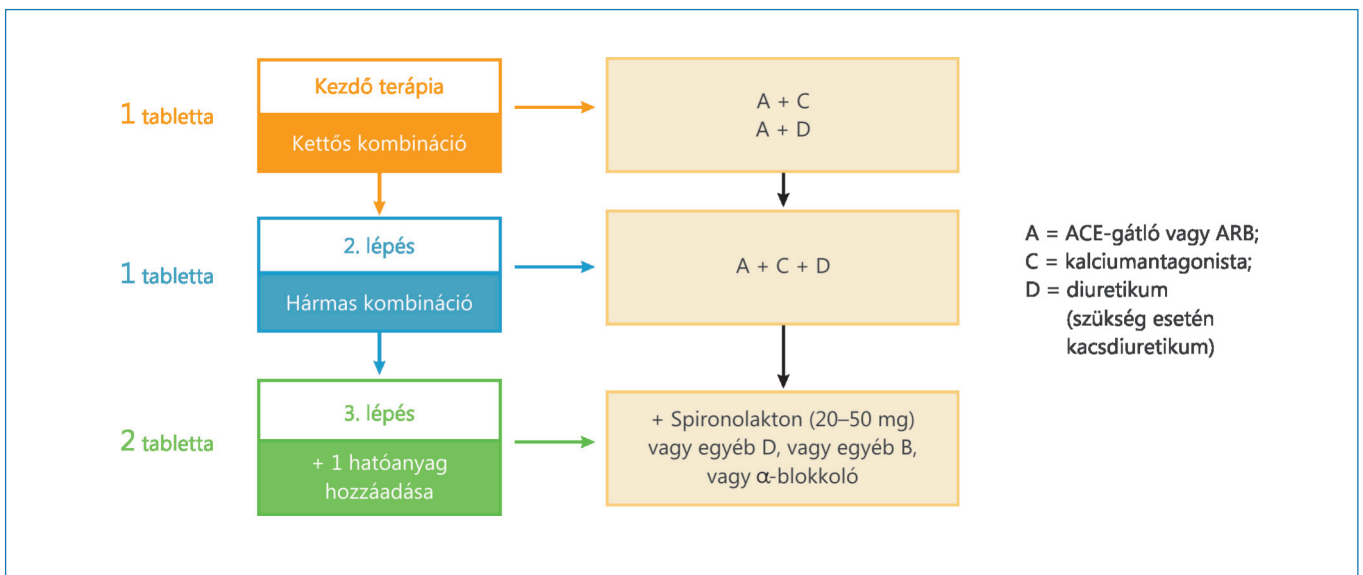 1 tabletta
Kezdő terápia
Kettős kombináció
A + C
A + D
1 tabletta
2. lépés
Hármas kombináció
A + C + D
2 tabletta
3. lépés
+ 1 hatóanyag
hozzáadása
+ Spironolakton (20–50 mg)
vagy egyéb D, vagy egyéb B,
vagy α-blokkoló
A = ACE-gátló vagy ARB;
C = kalciumantagonista;
D = diuretikum
(szükség esetén
kacsdiuretikum)